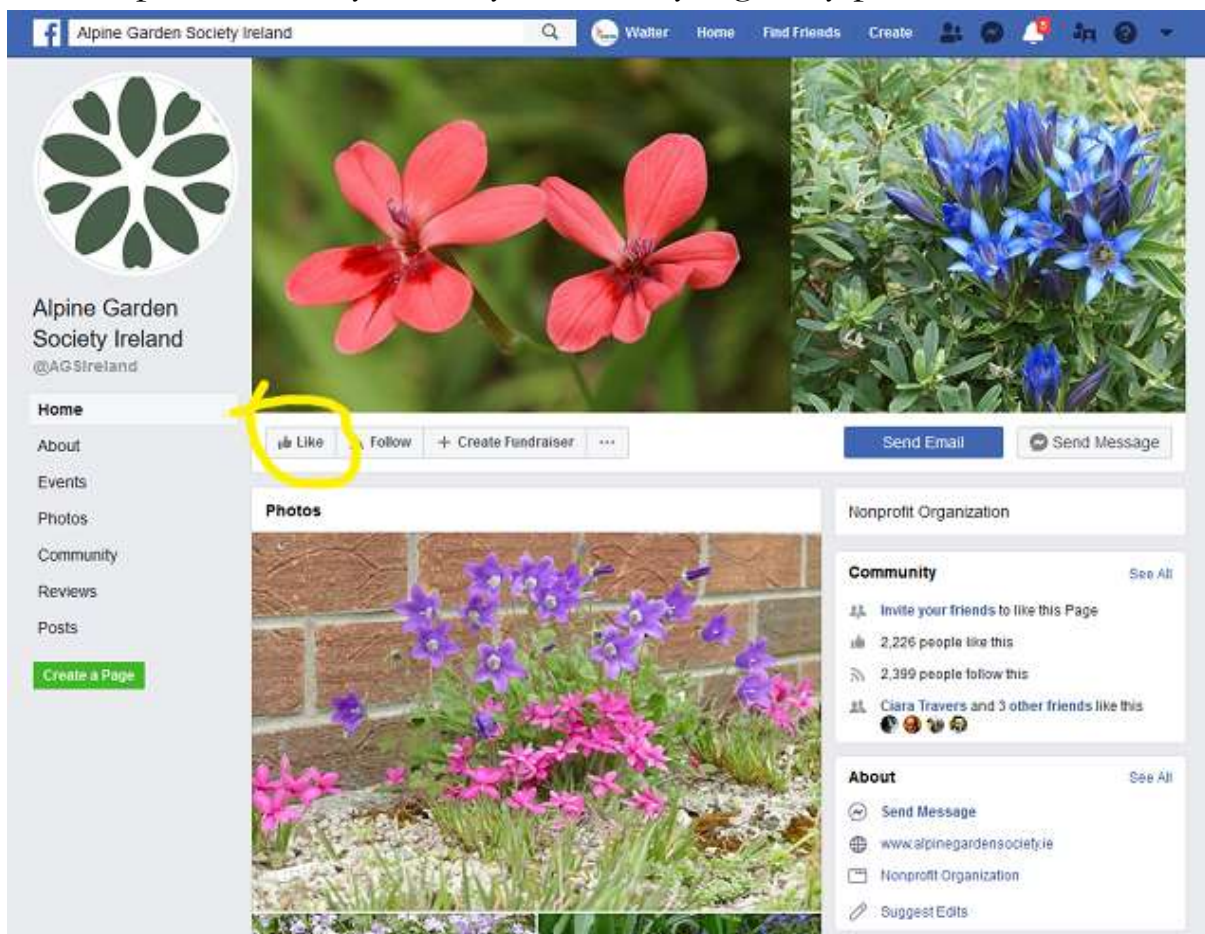 Alpine Garden Society Ireland
Walter Home Find Friends Create
Alpine Garden
Society Ireland
@AGSIreland
Home
About
Events
Photos
Community
Reviews
Posts
Create a Page
Like Follow + Create Fundraiser ...
Send Email Send Message
Photos
Nonprofit Organization
Community See All
Invite your friends to like this Page
2,226 people like this
2,399 people follow this
Ciara Travers and 3 other friends like this
About See All
Send Message
www.alpinegardensociety.ie
Nonprofit Organization
Suggest Edits